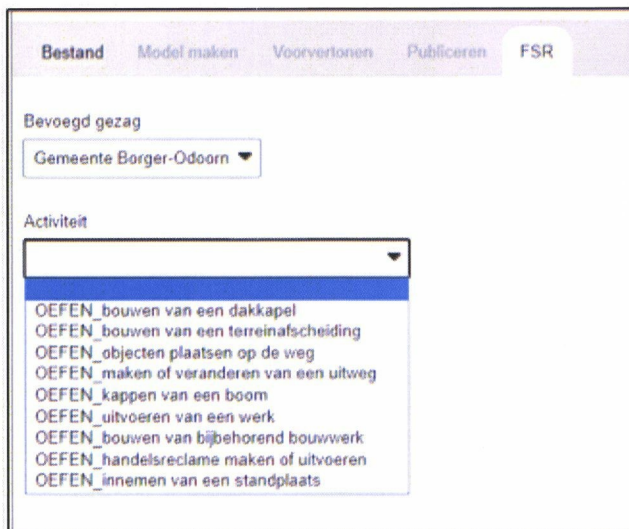 Bestand Model maken Voorvertonen Publiceren FSR
Bevoegd gezag
Gemeente Borger-Odoorn
Activiteit
OEFEN_bouwen van een dakkapel
OEFEN_bouwen van een terreinafscheiding
OEFEN_objecten plaatsen op de weg
OEFEN_maken of veranderen van een uitweg
OEFEN_kappen van een boom
OEFEN_uitvoeren van een werk
OEFEN_bouwen van bijbehorend bouwwerk
OEFEN_handelsreclame maken of uitvoeren
OEFEN_innemen van een standplaats